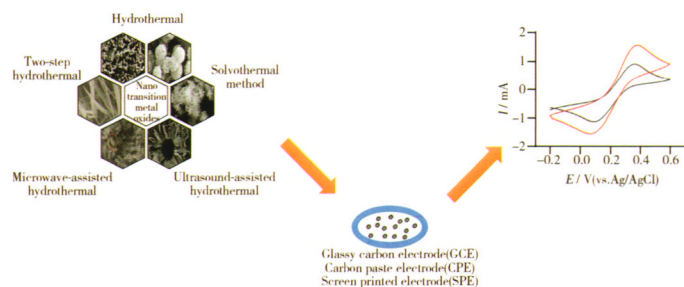 Hydrothermal
Two-step
hydrothermal
Solvothermal
method
Nano
transition
metal
oxides
Microwave-assisted
hydrothermal
Ultrasound-assisted
hydrothermal
Glassy carbon electrode(GCE)
Carbon paste electrode(CPE)
Screen printed electrode(SPE)
2
1
0
-1
-2
I / mA
-0.2 0 0.2 0.4 0.6
E / V(vs.Ag/AgCl)